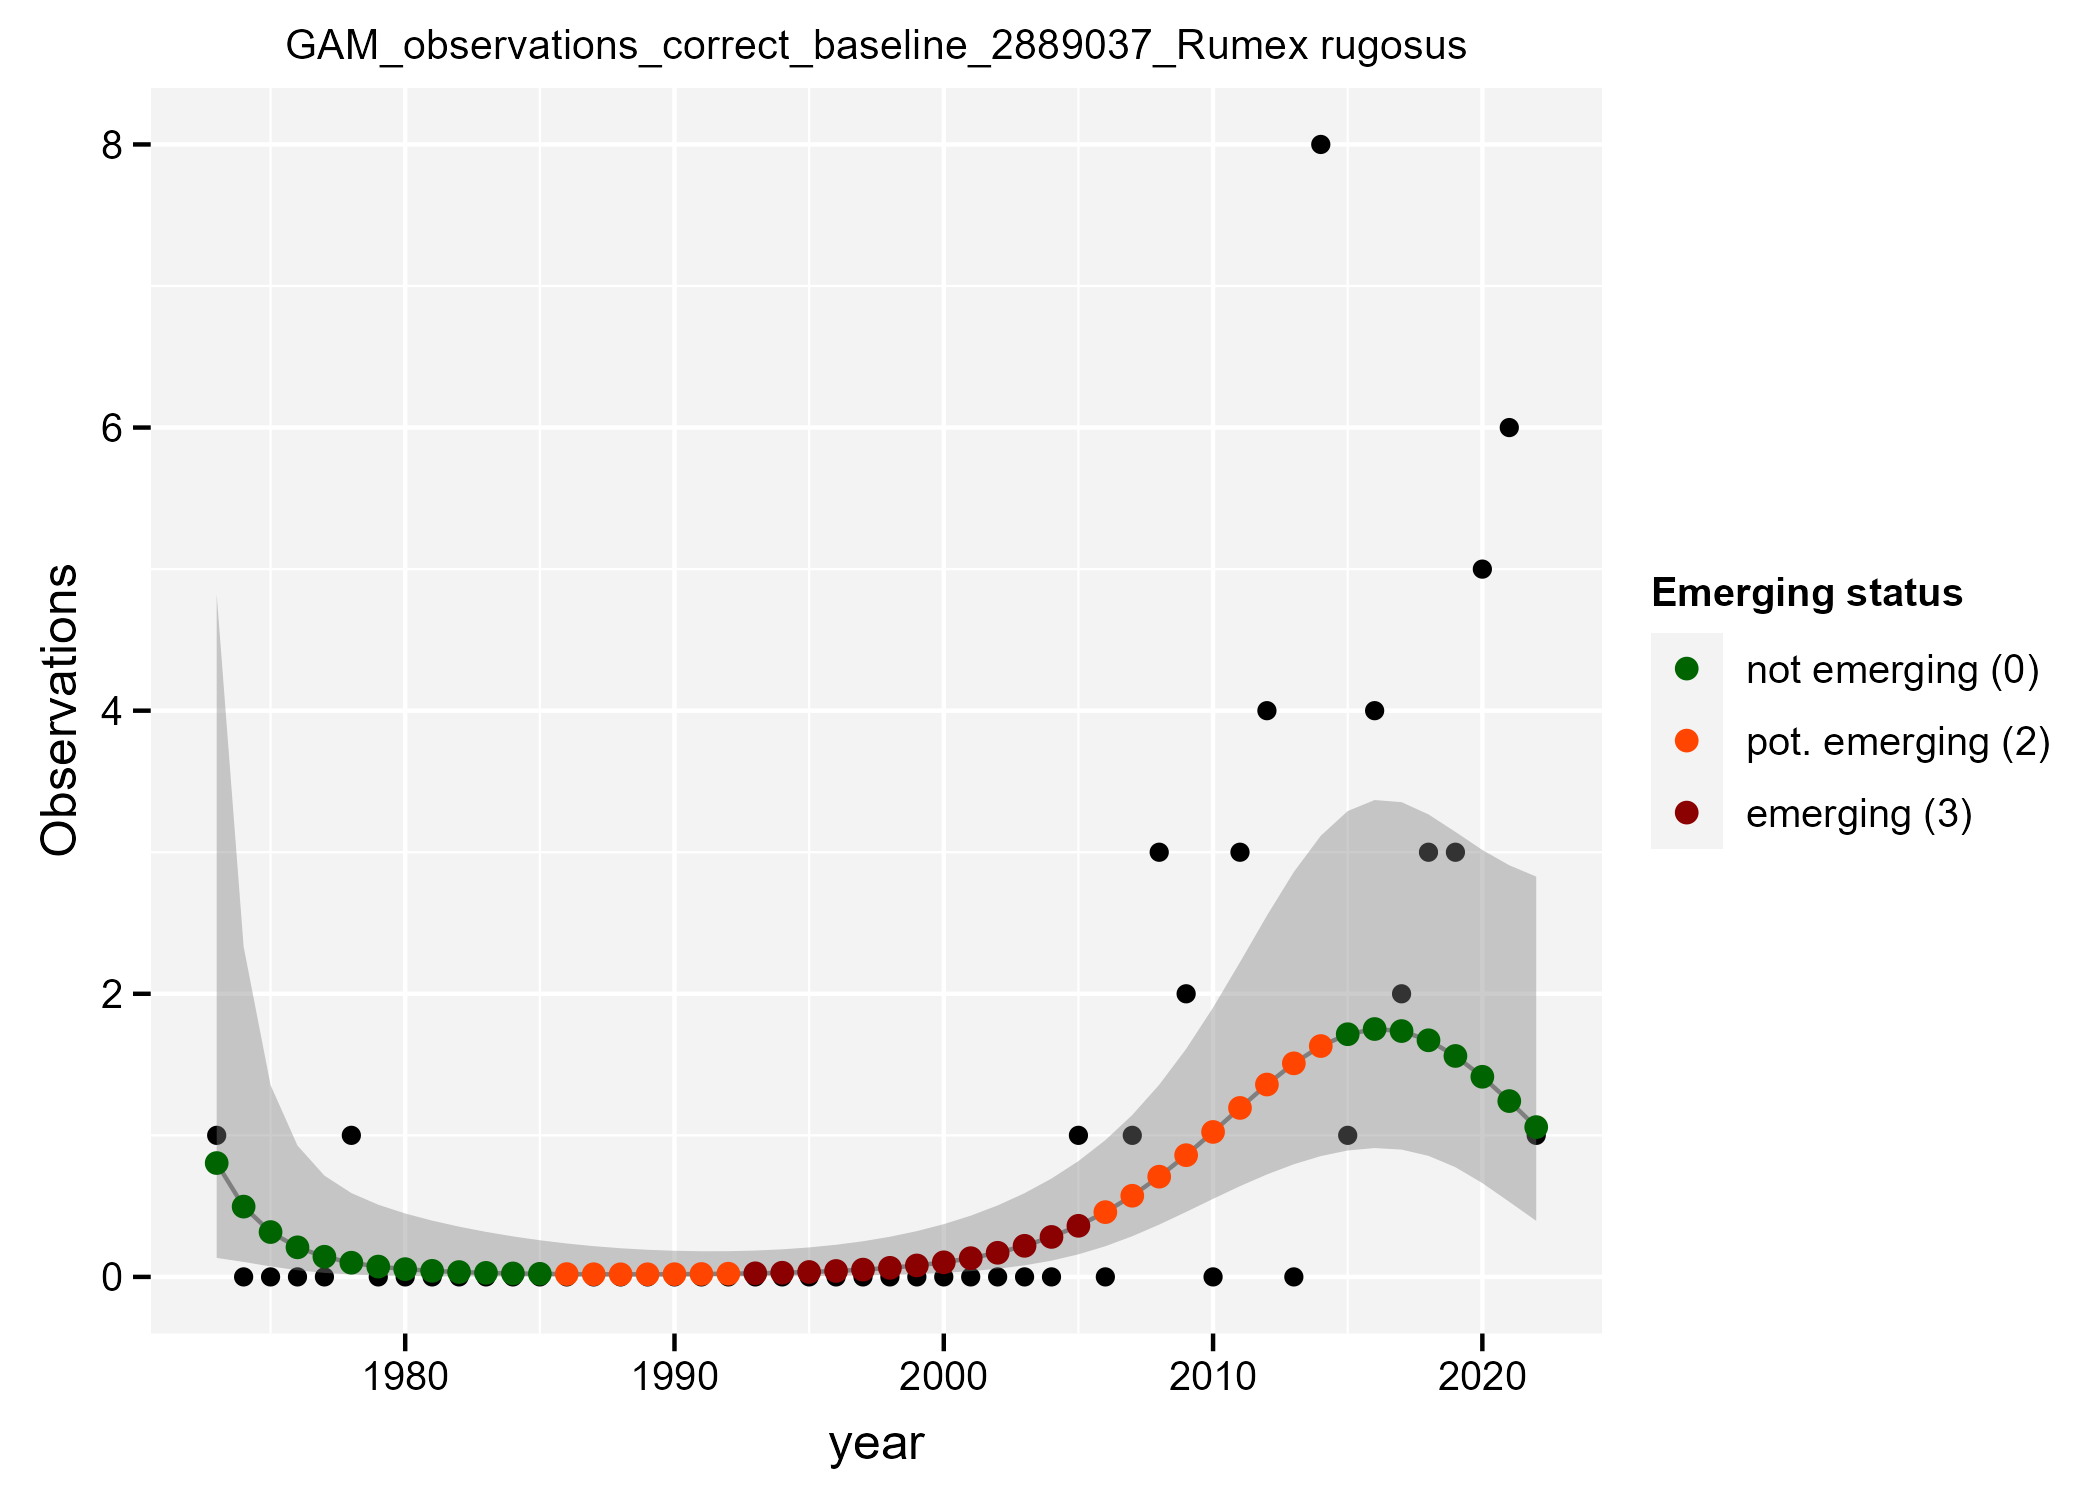 GAM_observations_correct_baseline_2889037_Rumex rugosus
Observations
8
6
4
2
0
1980 1990 2000 2010 2020
year
Emerging status
not emerging (0)
pot. emerging (2)
emerging (3)